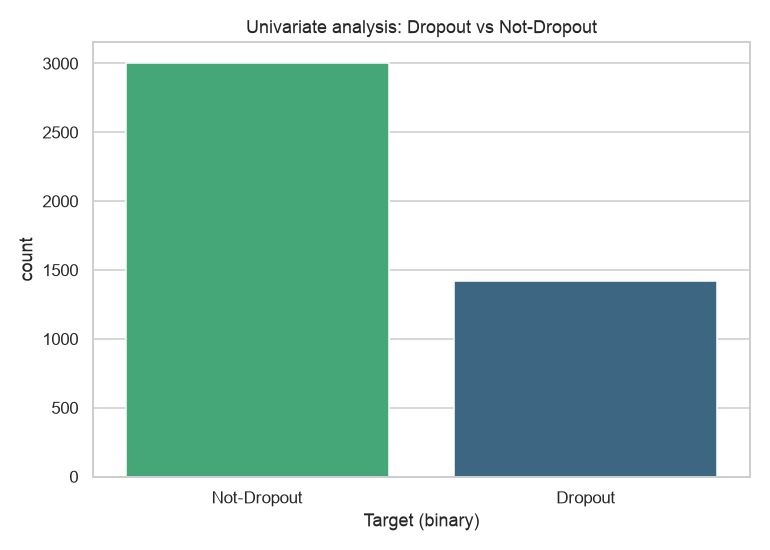 Univariate analysis: Dropout vs Not-Dropout
3000
2500
2000
1500
1000
500
0
count
Not-Dropout
Dropout
Target (binary)